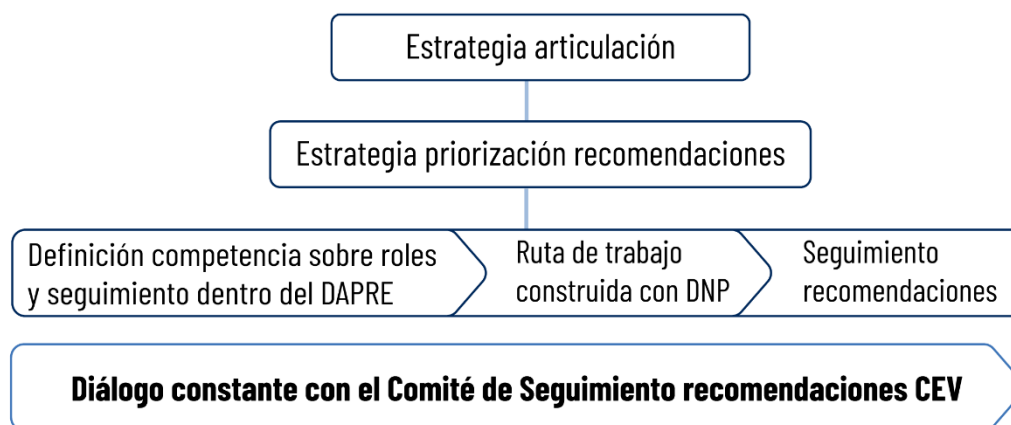 Estrategia articulación
Estrategia priorización recomendaciones
Definición competencia sobre roles
y seguimiento dentro del DAPRE
Ruta de trabajo
construida con DNP
Seguimiento
recomendaciones
Diálogo constante con el Comité de Seguimiento recomendaciones CEV